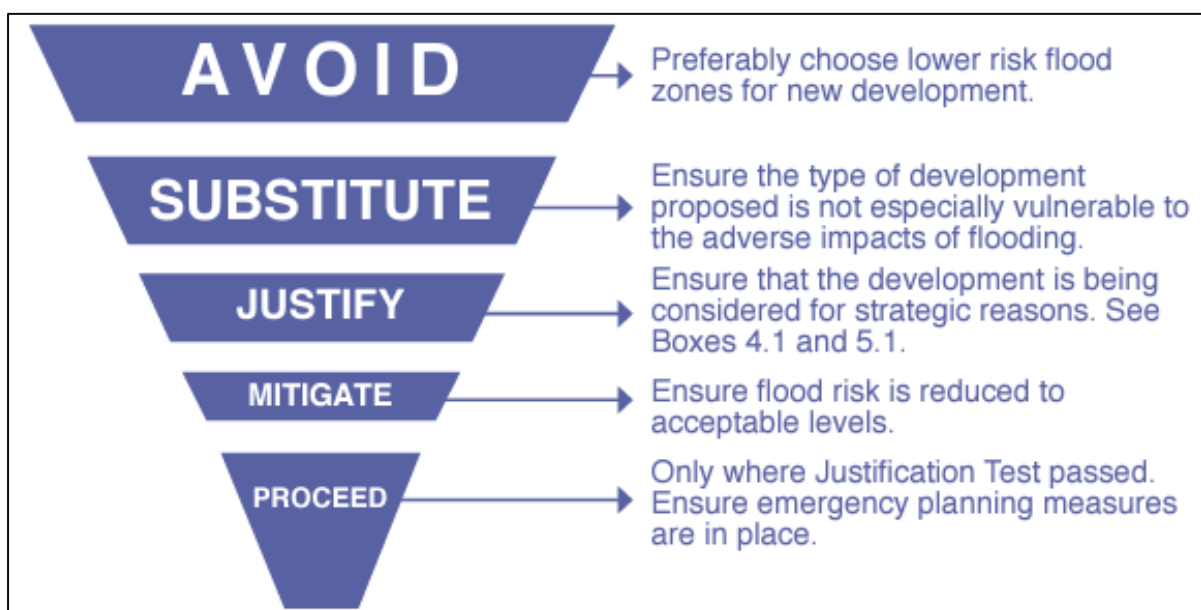 AVOID
Preferably choose lower risk flood
zones for new development.
SUBSTITUTE
Ensure the type of development
proposed is not especially vulnerable to
the adverse impacts of flooding.
JUSTIFY
Ensure that the development is being
considered for strategic reasons. See
Boxes 4.1 and 5.1.
MITIGATE
Ensure flood risk is reduced to
acceptable levels.
PROCEED
Only where Justification Test passed.
Ensure emergency planning measures
are in place.